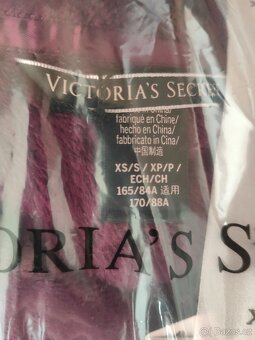 VICTORIA'S SECRE
fabriqué en Chine/
hecho en China/
fabbricato in Cina/
中国制造
XS/S / XP/P /
ECH/CH
165/84A 适用
170/88A
ORIA'S S